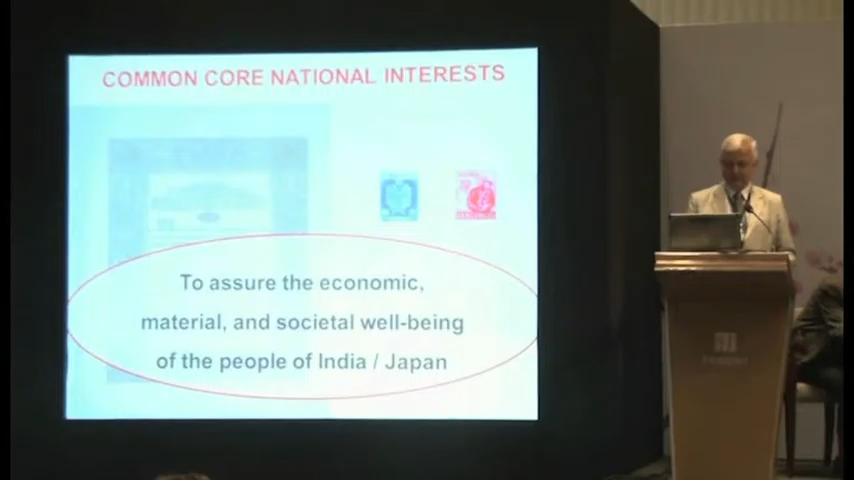 COMMON CORE NATIONAL INTERESTS
To assure the economic,
material, and societal well-being
of the people of India / Japan